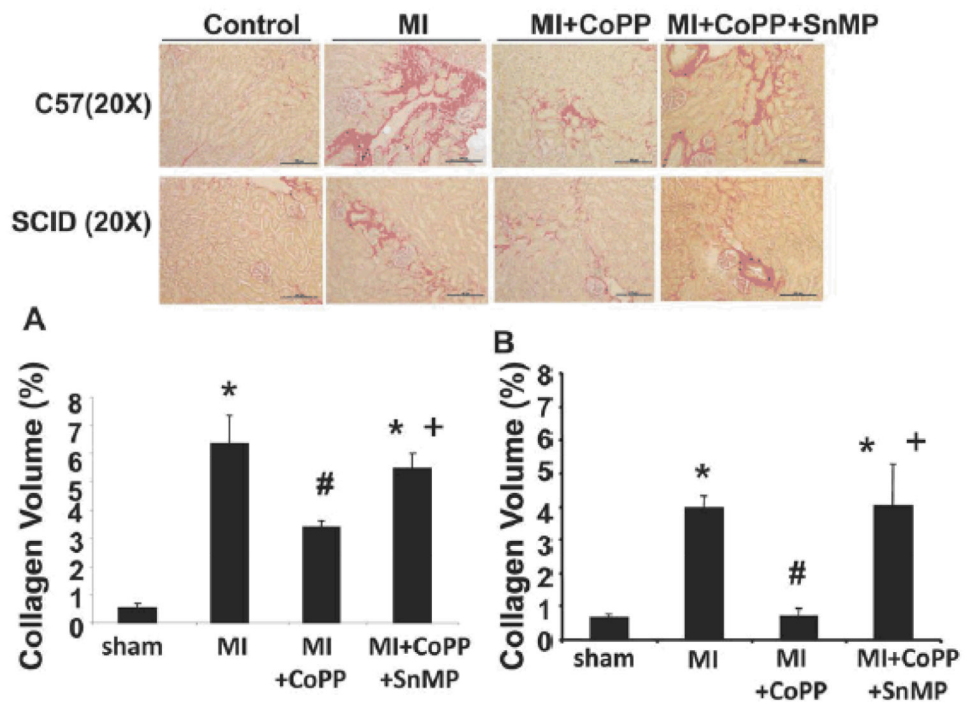 Control MI MI+CoPP MI+CoPP+SnMP
C57(20X)
SCID (20X)
A
Collagen Volume (%)
8
7
6
5
4
3
2
1
0
* # * +
sham MI MI MI+CoPP
+CoPP +SnMP
B
Collagen Volume (%)
8
7
6
5
4
3
2
1
0
* # * +
sham MI MI MI+CoPP
+CoPP +SnMP